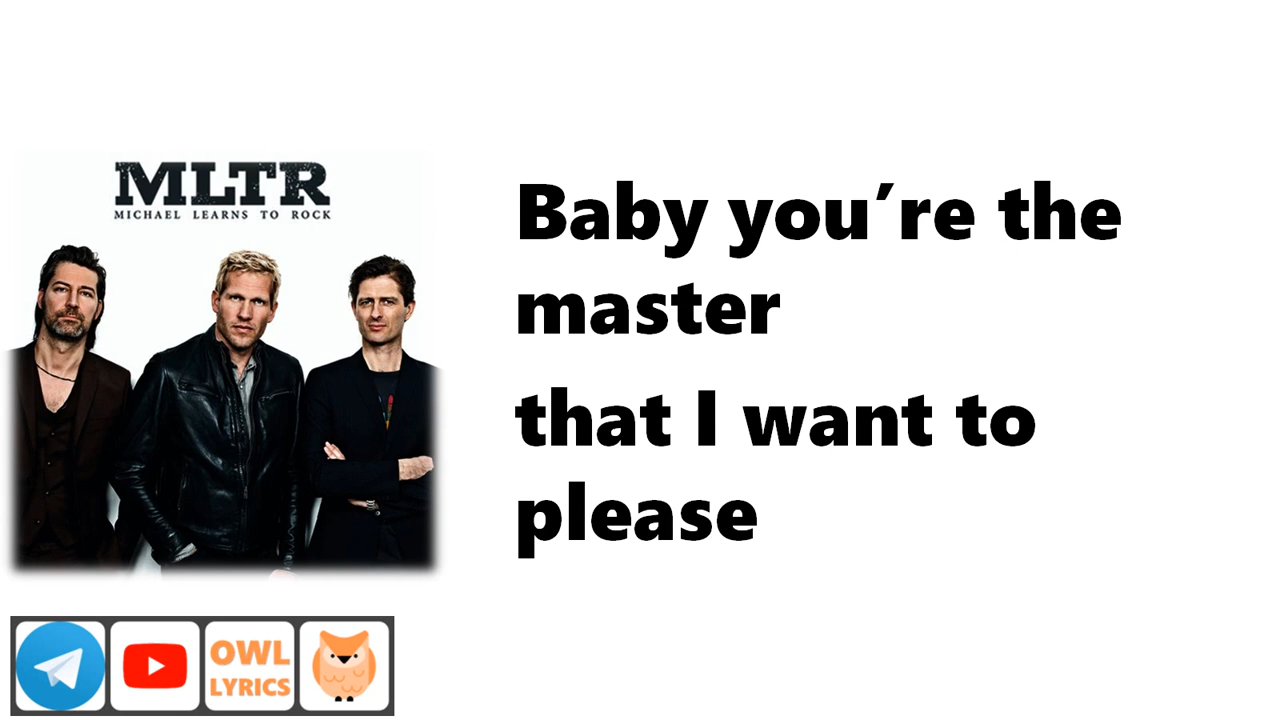 MLTR
MICHAEL LEARNS TO ROCK
Baby you’re the
master
that I want to
please
OWL
LYRICS